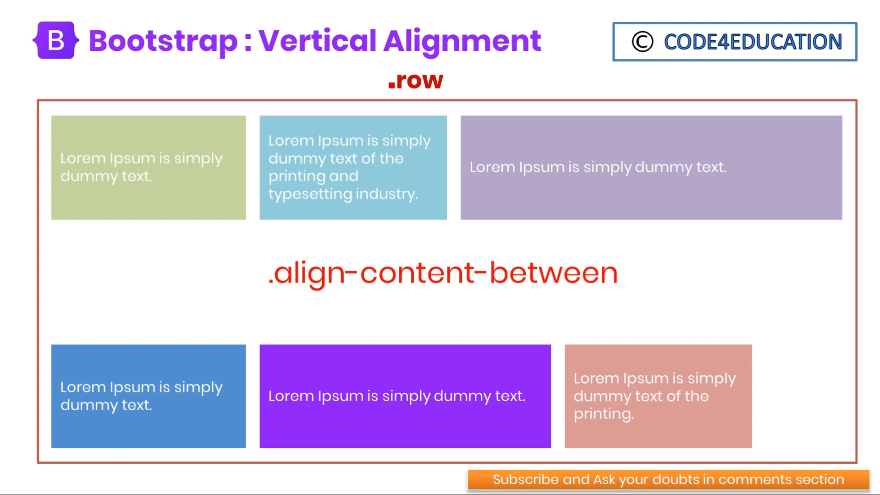 B Bootstrap : Vertical Alignment
© CODE4EDUCATION
.row
Lorem Ipsum is simply
dummy text.
Lorem Ipsum is simply
dummy text of the
printing and
typesetting industry.
Lorem Ipsum is simply dummy text.
.align-content-between
Lorem Ipsum is simply
dummy text.
Lorem Ipsum is simply dummy text.
Lorem Ipsum is simply
dummy text of the
printing.
Subscribe and Ask your doubts in comments section